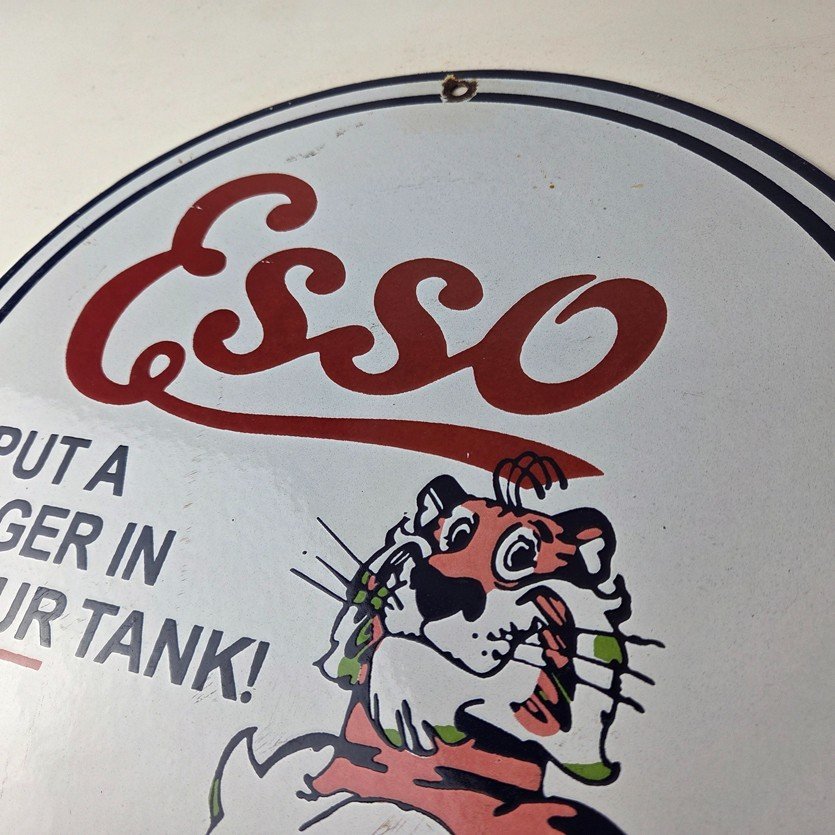 Esso
PUT A
GER IN
UR TANK!